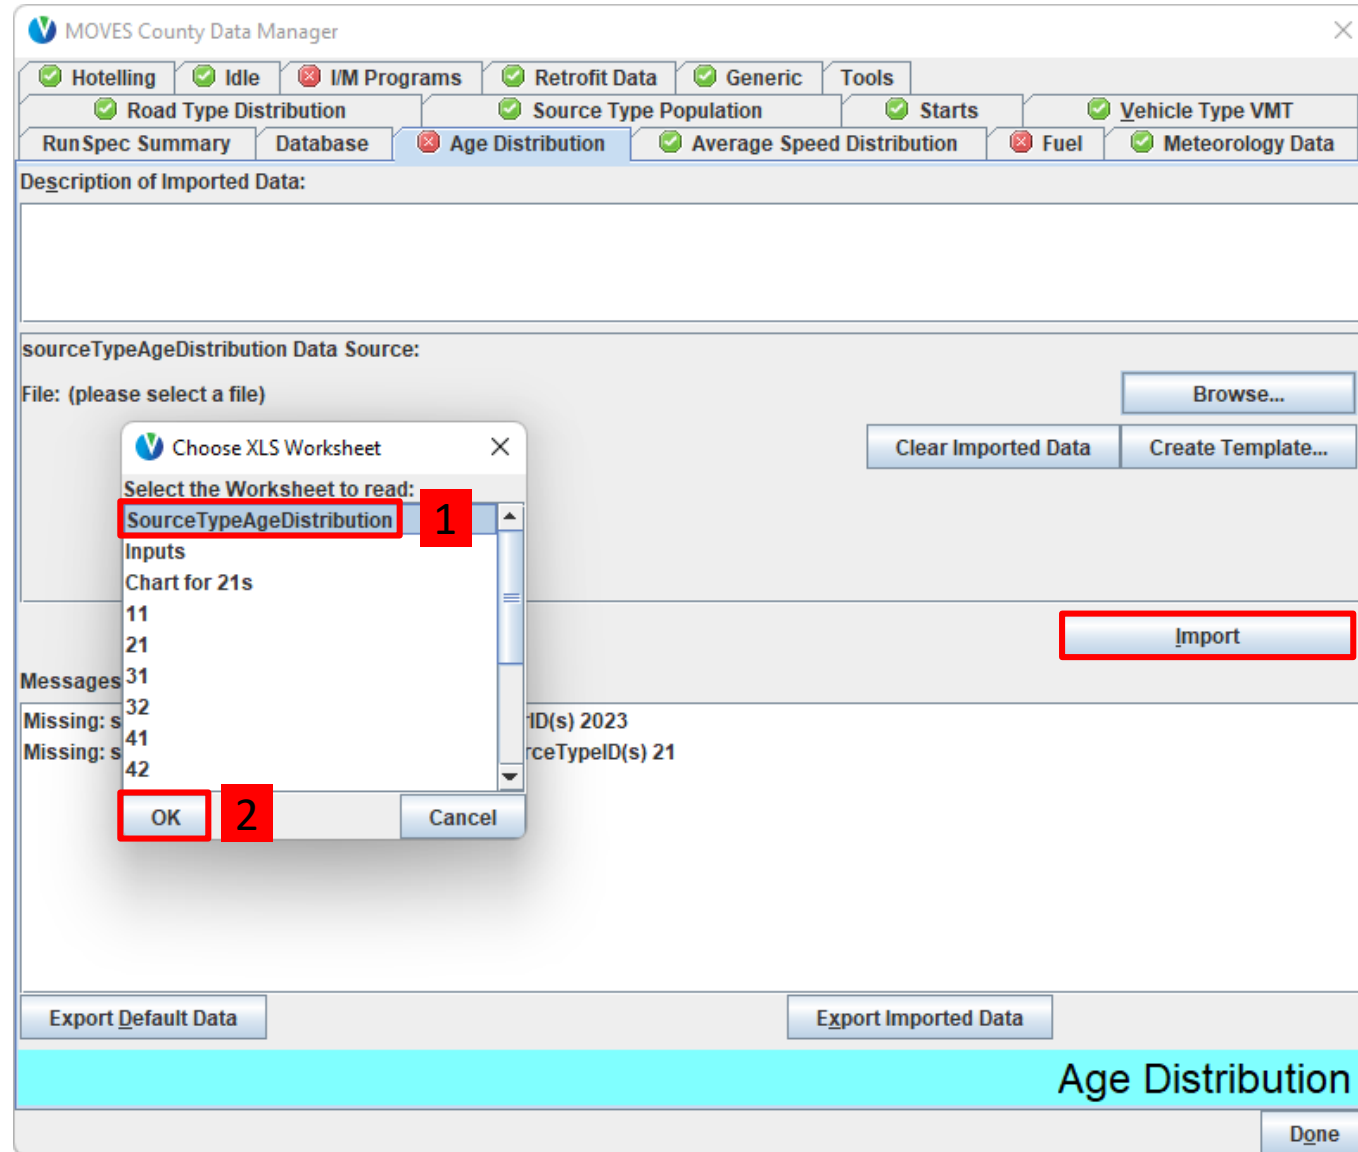 MOVES County Data Manager
Hotelling Idle I/M Programs Retrofit Data Generic Tools
Road Type Distribution Source Type Population Starts Vehicle Type VMT
RunSpec Summary Database Age Distribution Average Speed Distribution Fuel Meteorology Data
Description of Imported Data:
sourceTypeAgeDistribution Data Source:
File: (please select a file) Browse...
Choose XLS Worksheet
Clear Imported Data Create Template...
Select the Worksheet to read:
SourceTypeAgeDistribution 1
Inputs
Chart for 21s
11
Import
21
31
Messages
32
Missing: s ID(s) 2023
41
Missing: s rceTypeID(s) 21
42
OK 2 Cancel
Export Default Data Export Imported Data
Age Distribution
Done